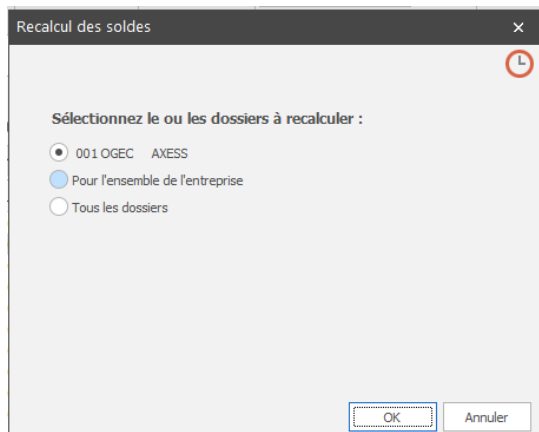 Recalcul des soldes
Sélectionnez le ou les dossiers à recalculer :
001 OGEC AXESS
Pour l'ensemble de l'entreprise
Tous les dossiers
OK Annuler